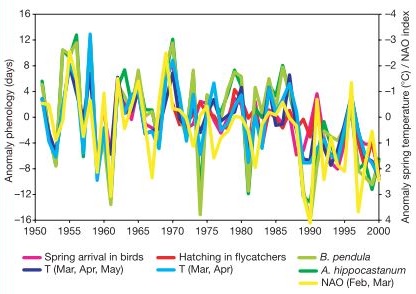 Anomaly phenology (days)
16
12
8
4
0
−4
−8
−12
−16
1950 1955 1960 1965 1970 1975 1980 1985 1990 1995 2000
−4
−3
−2
−1
0
1
2
3
4
Anomaly spring temperature (°C) / NAO index
Spring arrival in birds
Hatching in flycatchers
B. pendula
T (Mar, Apr, May)
T (Mar, Apr)
A. hippocastanum
NAO (Feb, Mar)